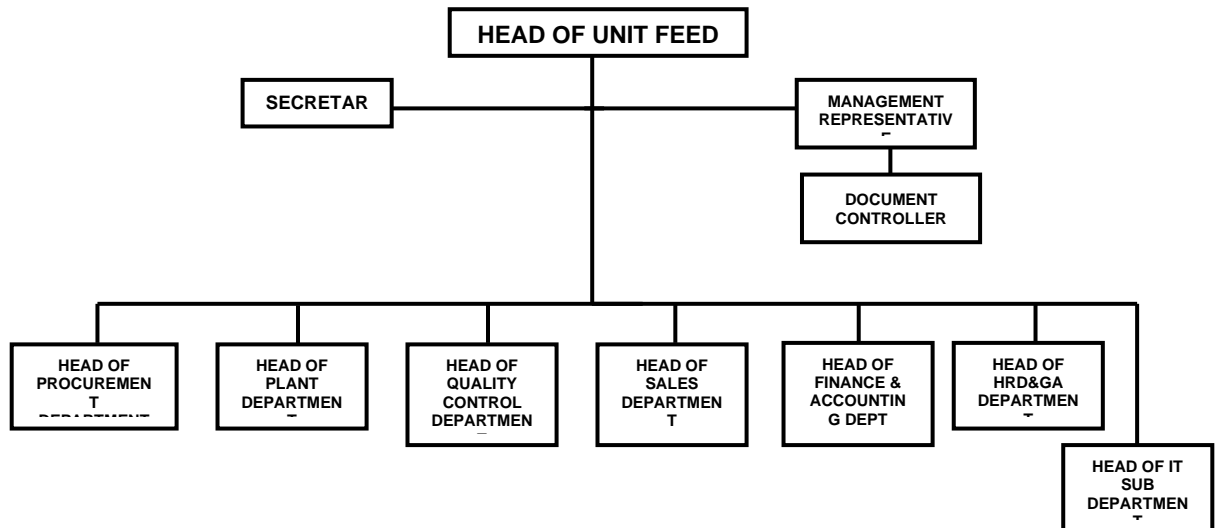 HEAD OF UNIT FEED
SECRETAR
MANAGEMENT
REPRESENTATIV
DOCUMENT
CONTROLLER
HEAD OF
PROCUREMEN
T
DEPARTMENT
HEAD OF
PLANT
DEPARTMEN
T
HEAD OF
QUALITY
CONTROL
DEPARTMEN
HEAD OF
SALES
DEPARTMEN
T
HEAD OF
FINANCE &
ACCOUNTIN
G DEPT
HEAD OF
HRD&GA
DEPARTMEN
T
HEAD OF IT
SUB
DEPARTMEN
T